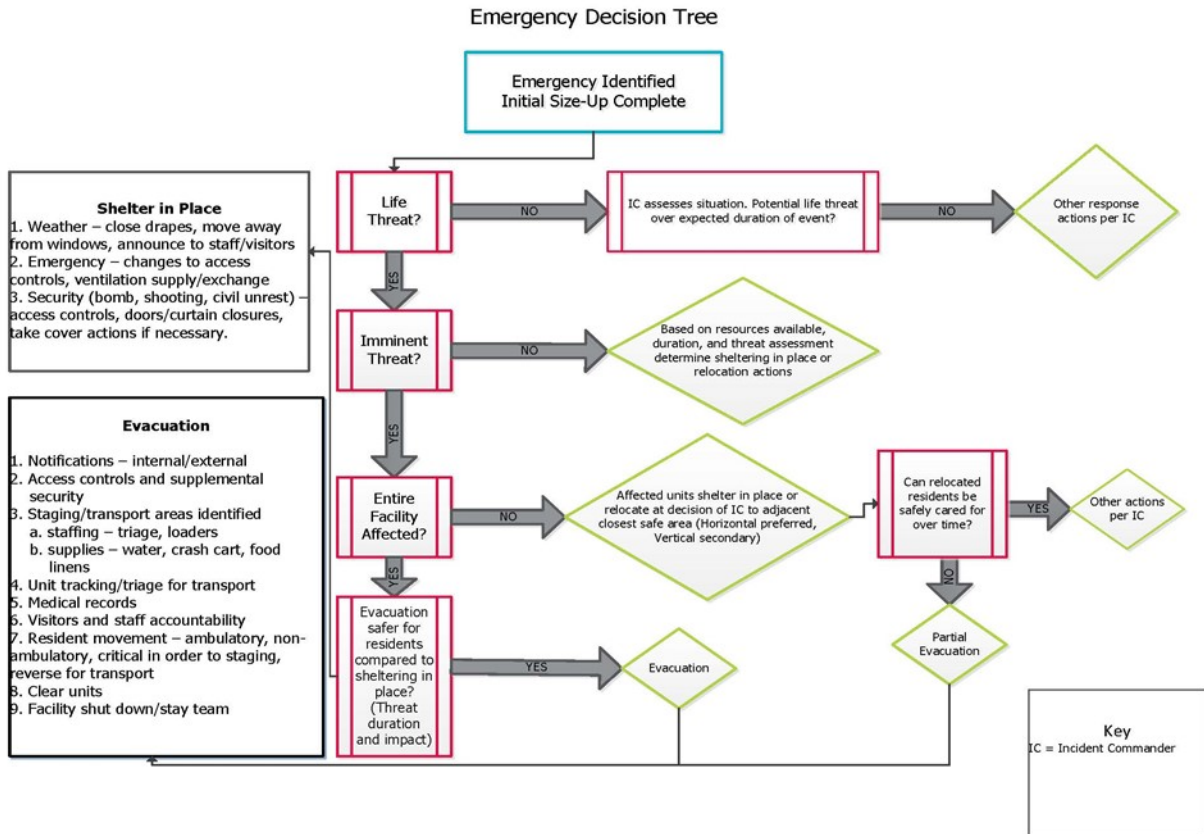 Emergency Decision Tree
Emergency Identified
Initial Size-Up Complete
Life
Threat?
NO
IC assesses situation. Potential life threat
over expected duration of event?
NO
Other response
actions per IC
YES
Shelter in Place
1. Weather – close drapes, move away
from windows, announce to staff/visitors
2. Emergency – changes to access
controls, ventilation supply/exchange
3. Security (bomb, shooting, civil unrest) –
access controls, doors/curtain closures,
take cover actions if necessary.
Imminent
Threat?
NO
Based on resources available,
duration, and threat assessment
determine sheltering in place or
relocation actions
YES
Evacuation
1. Notifications – internal/external
2. Access controls and supplemental
security
3. Staging/transport areas identified
a. staffing – triage, loaders
b. supplies – water, crash cart, food
linens
4. Unit tracking/triage for transport
5. Medical records
6. Visitors and staff accountability
7. Resident movement – ambulatory, non-
ambulatory, critical in order to staging,
reverse for transport
8. Clear units
9. Facility shut down/stay team
Entire
Facility
Affected?
NO
Affected units shelter in place or
relocate at decision of IC to adjacent
closest safe area (Horizontal preferred,
Vertical secondary)
Can relocated
residents be
safely cared for
over time?
YES
Other actions
per IC
YES
NO
Evacuation
safer for
residents
compared to
sheltering in
place?
(Threat
duration
and impact)
YES
Evacuation
Partial
Evacuation
Key
IC = Incident Commander